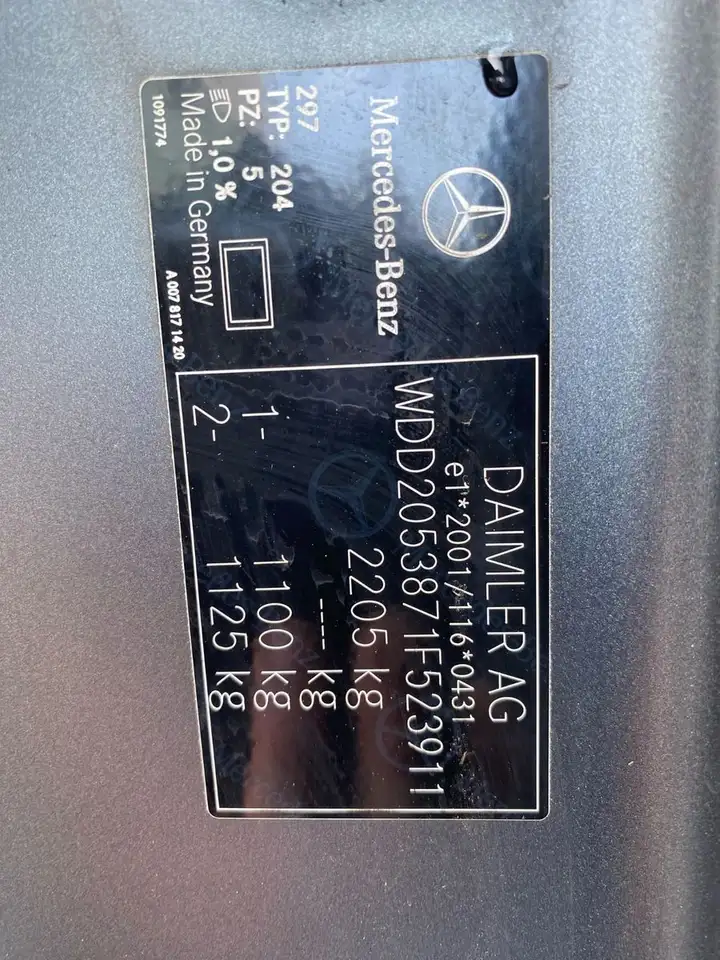 Mercedes-Benz
297
TYP: 204
PZ: 5
1,0 %
Made in Germany
1091774
A 007 817 14 20
DAIMLER AG
e1*2001/116*0431
WDD2053871F523911
2205 kg
---- kg
1- 1100 kg
2- 1125 kg